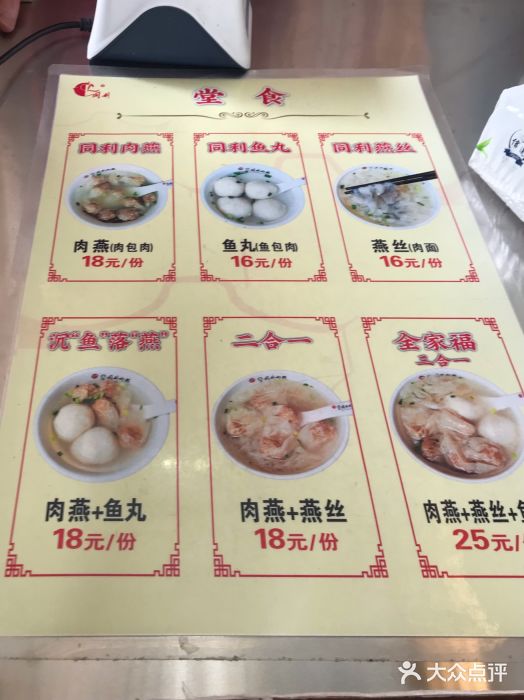 同利
堂食
同利肉燕
同利鱼丸
同利燕丝
肉燕(肉包肉)
18元/份
鱼丸(鱼包肉)
16元/份
燕丝(肉面)
16元/份
沉"鱼"落"燕"
二合一
全家福
三合一
肉燕+鱼丸
18元/份
肉燕+燕丝
18元/份
肉燕+燕丝+
25元/
大众点评